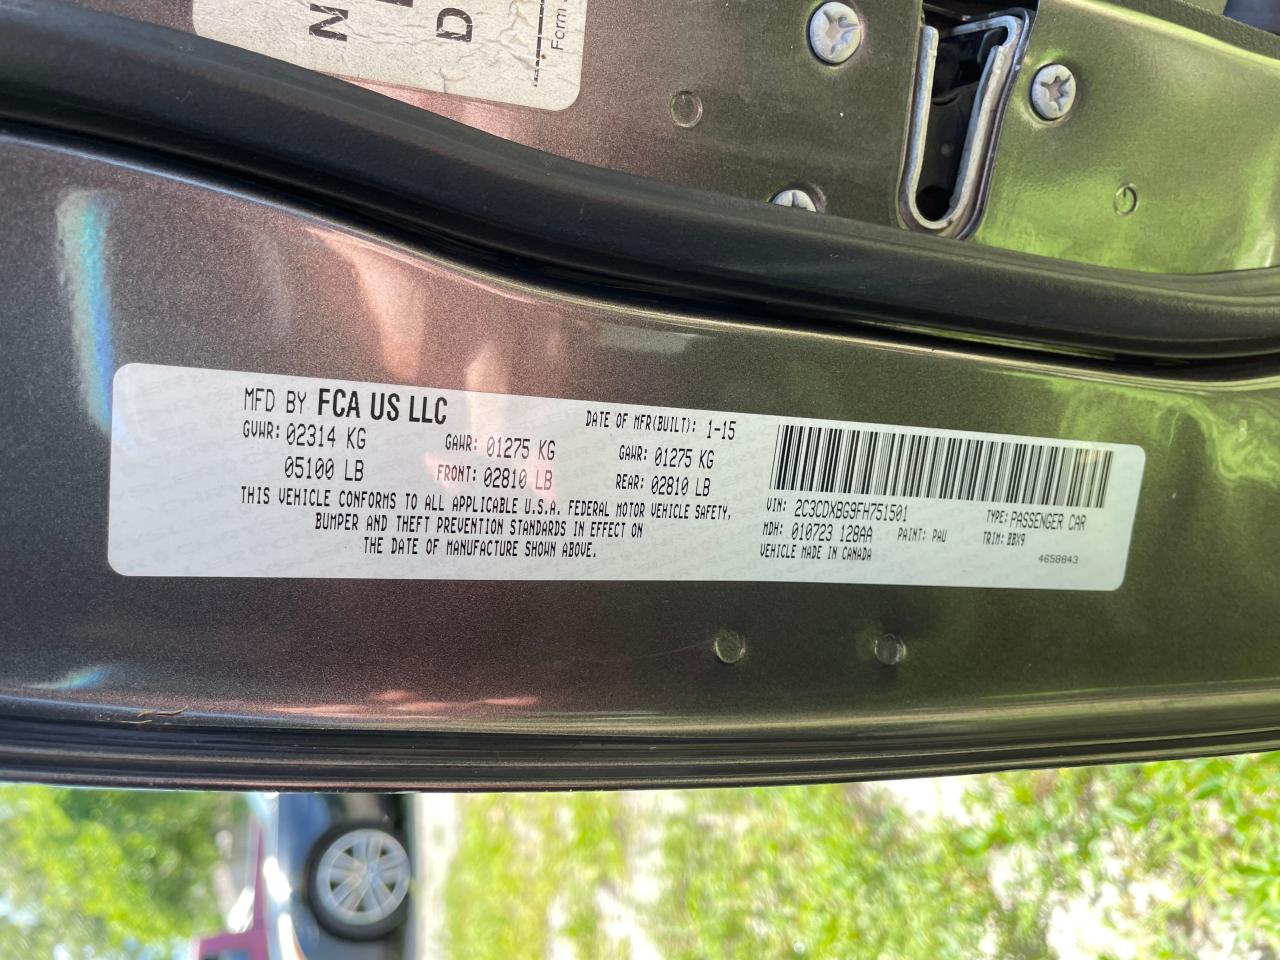 N
D
Form
MFD BY FCA US LLC
DATE OF MFR(BUILT): 1-15
GVWR: 02314 KG
GAWR: 01275 KG
GAWR: 01275 KG
05100 LB
FRONT: 02810 LB
REAR: 02810 LB
THIS VEHICLE CONFORMS TO ALL APPLICABLE U.S.A. FEDERAL MOTOR VEHICLE SAFETY,
BUMPER AND THEFT PREVENTION STANDARDS IN EFFECT ON
THE DATE OF MANUFACTURE SHOWN ABOVE.
VIN: 2C3CDXBG9FH751501
TYPE: PASSENGER CAR
MDH: 010723 128AA
PAINT: PAU
TRIM: BBX9
VEHICLE MADE IN CANADA
4658843